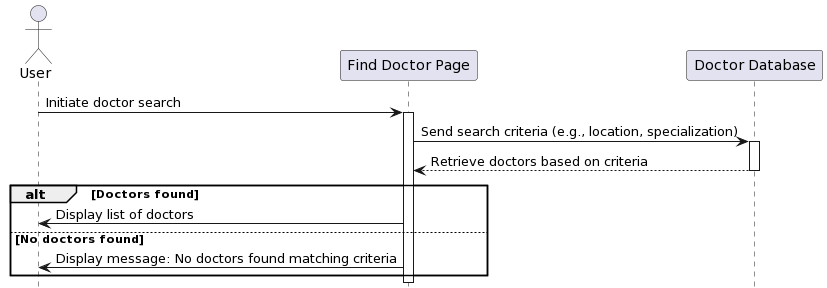 User
Find Doctor Page
Doctor Database
Initiate doctor search
Send search criteria (e.g., location, specialization)
Retrieve doctors based on criteria
alt [Doctors found]
Display list of doctors
[No doctors found]
Display message: No doctors found matching criteria